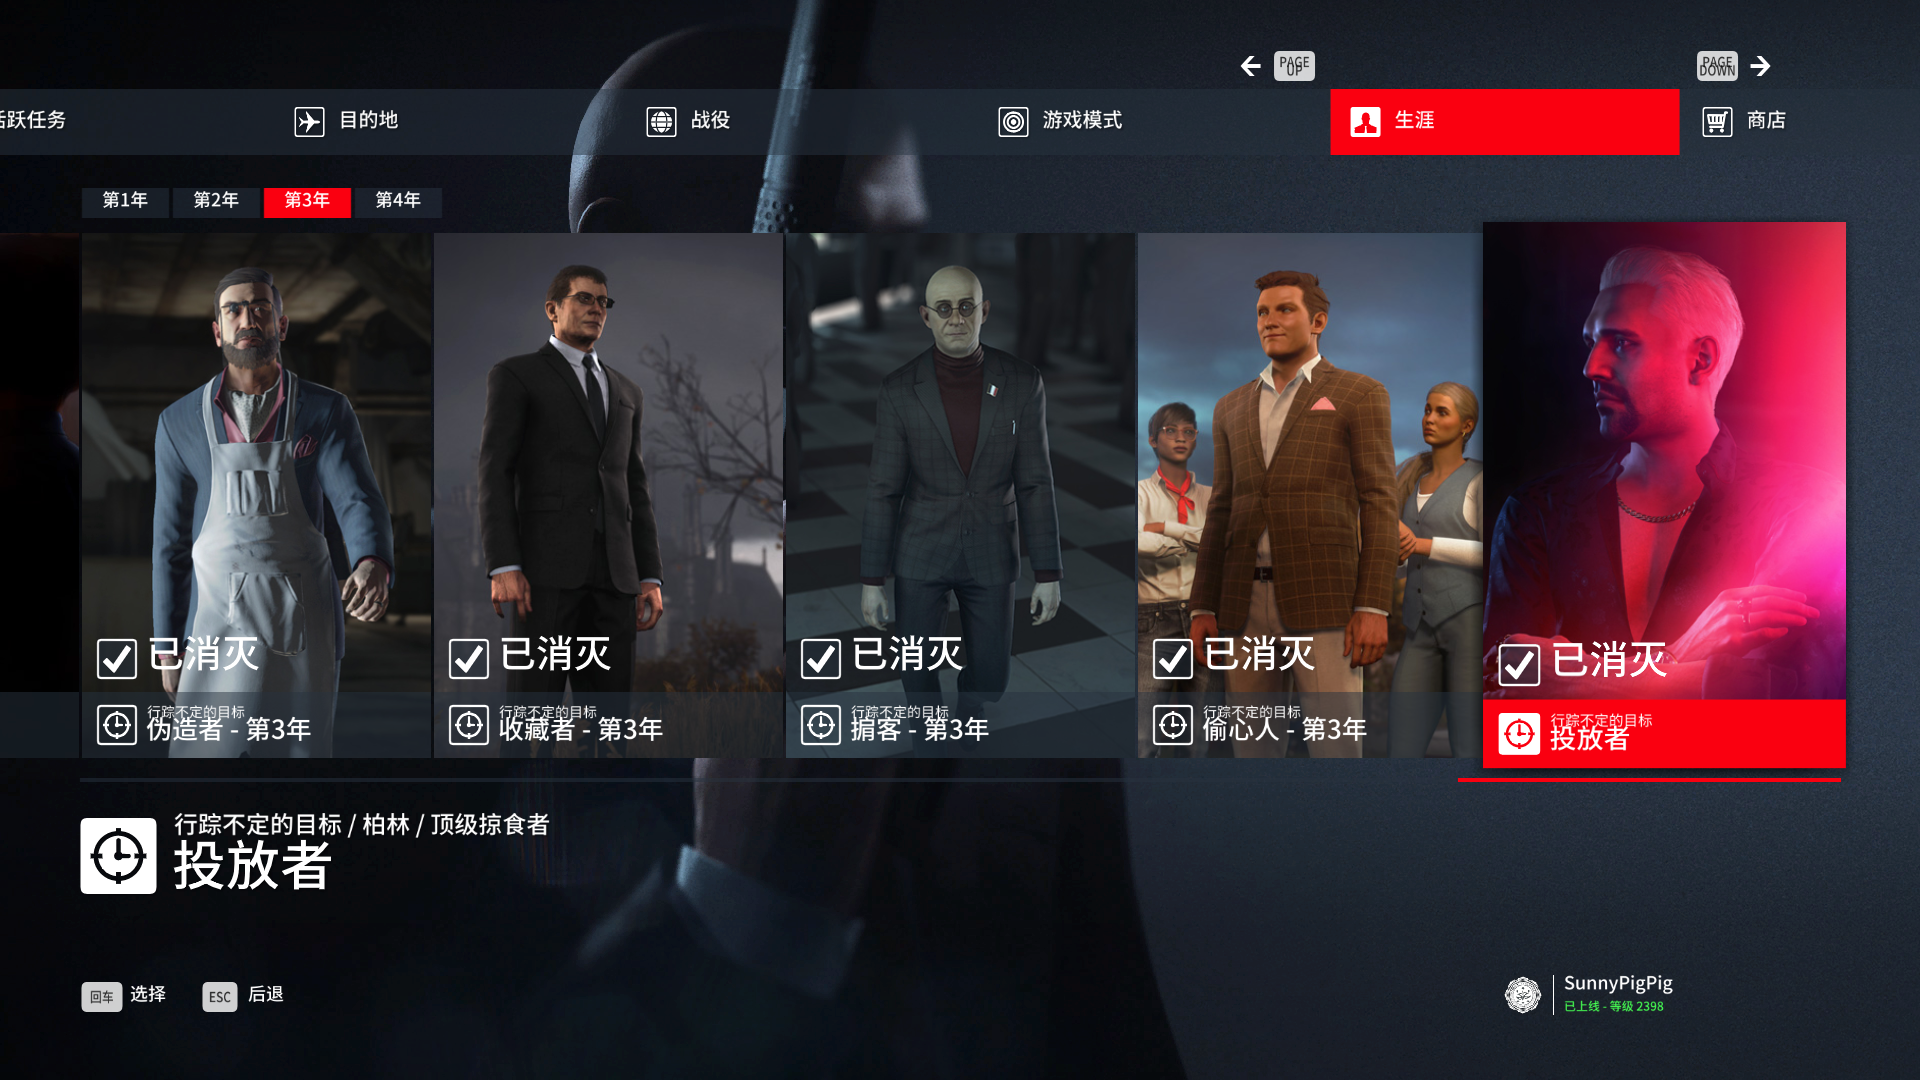 PAGE UP
PAGE DOWN
活跃任务
目的地
战役
游戏模式
生涯
商店
第1年
第2年
第3年
第4年
已消灭
行踪不定的目标
伪造者 - 第3年
已消灭
行踪不定的目标
收藏者 - 第3年
已消灭
行踪不定的目标
掮客 - 第3年
已消灭
行踪不定的目标
偷心人 - 第3年
已消灭
行踪不定的目标
投放者
行踪不定的目标 / 柏林 / 顶级掠食者
投放者
回车 选择
ESC 后退
SunnyPigPig
已上线 - 等级 2398